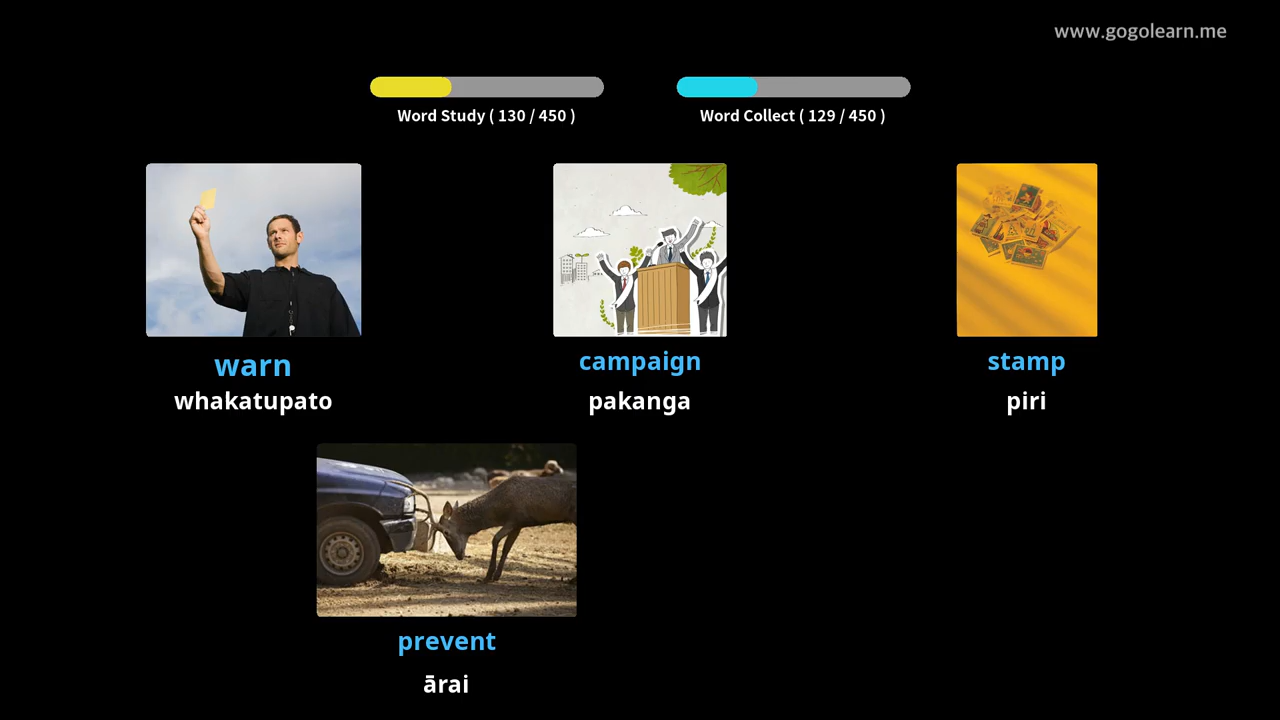 www.gogolearn.me
Word Study ( 130 / 450 )
Word Collect ( 129 / 450 )
warn
whakatupato
campaign
pakanga
stamp
piri
prevent
ārai